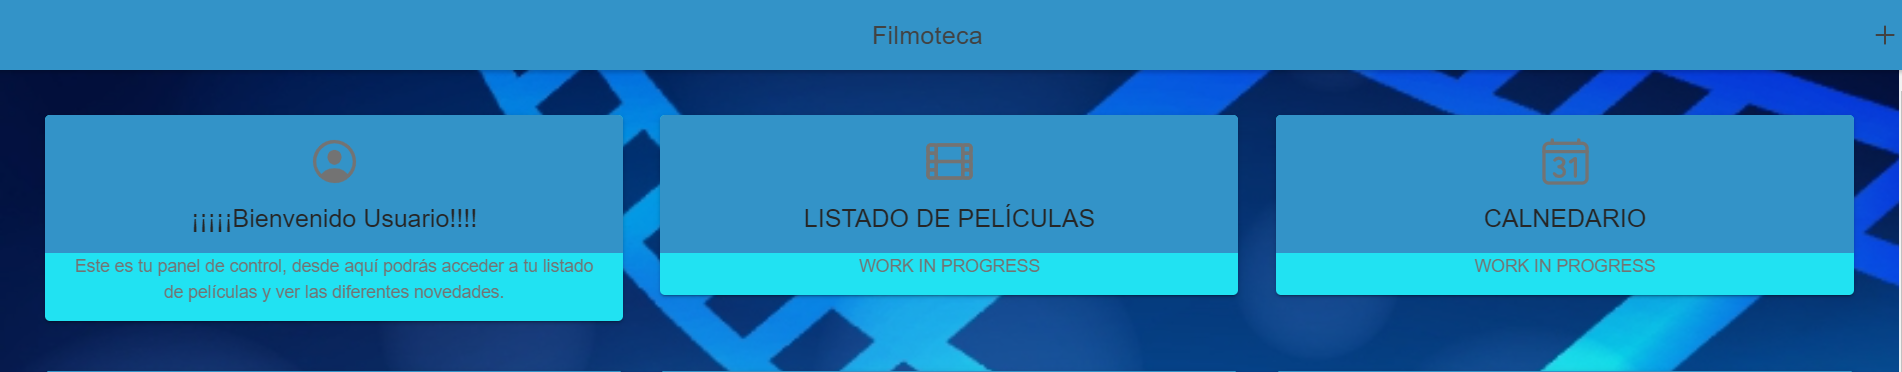 Filmoteca
¡¡¡¡¡Bienvenido Usuario!!!!
Este es tu panel de control, desde aquí podrás acceder a tu listado
de películas y ver las diferentes novedades.
LISTADO DE PELÍCULAS
WORK IN PROGRESS
31
CALNEDARIO
WORK IN PROGRESS